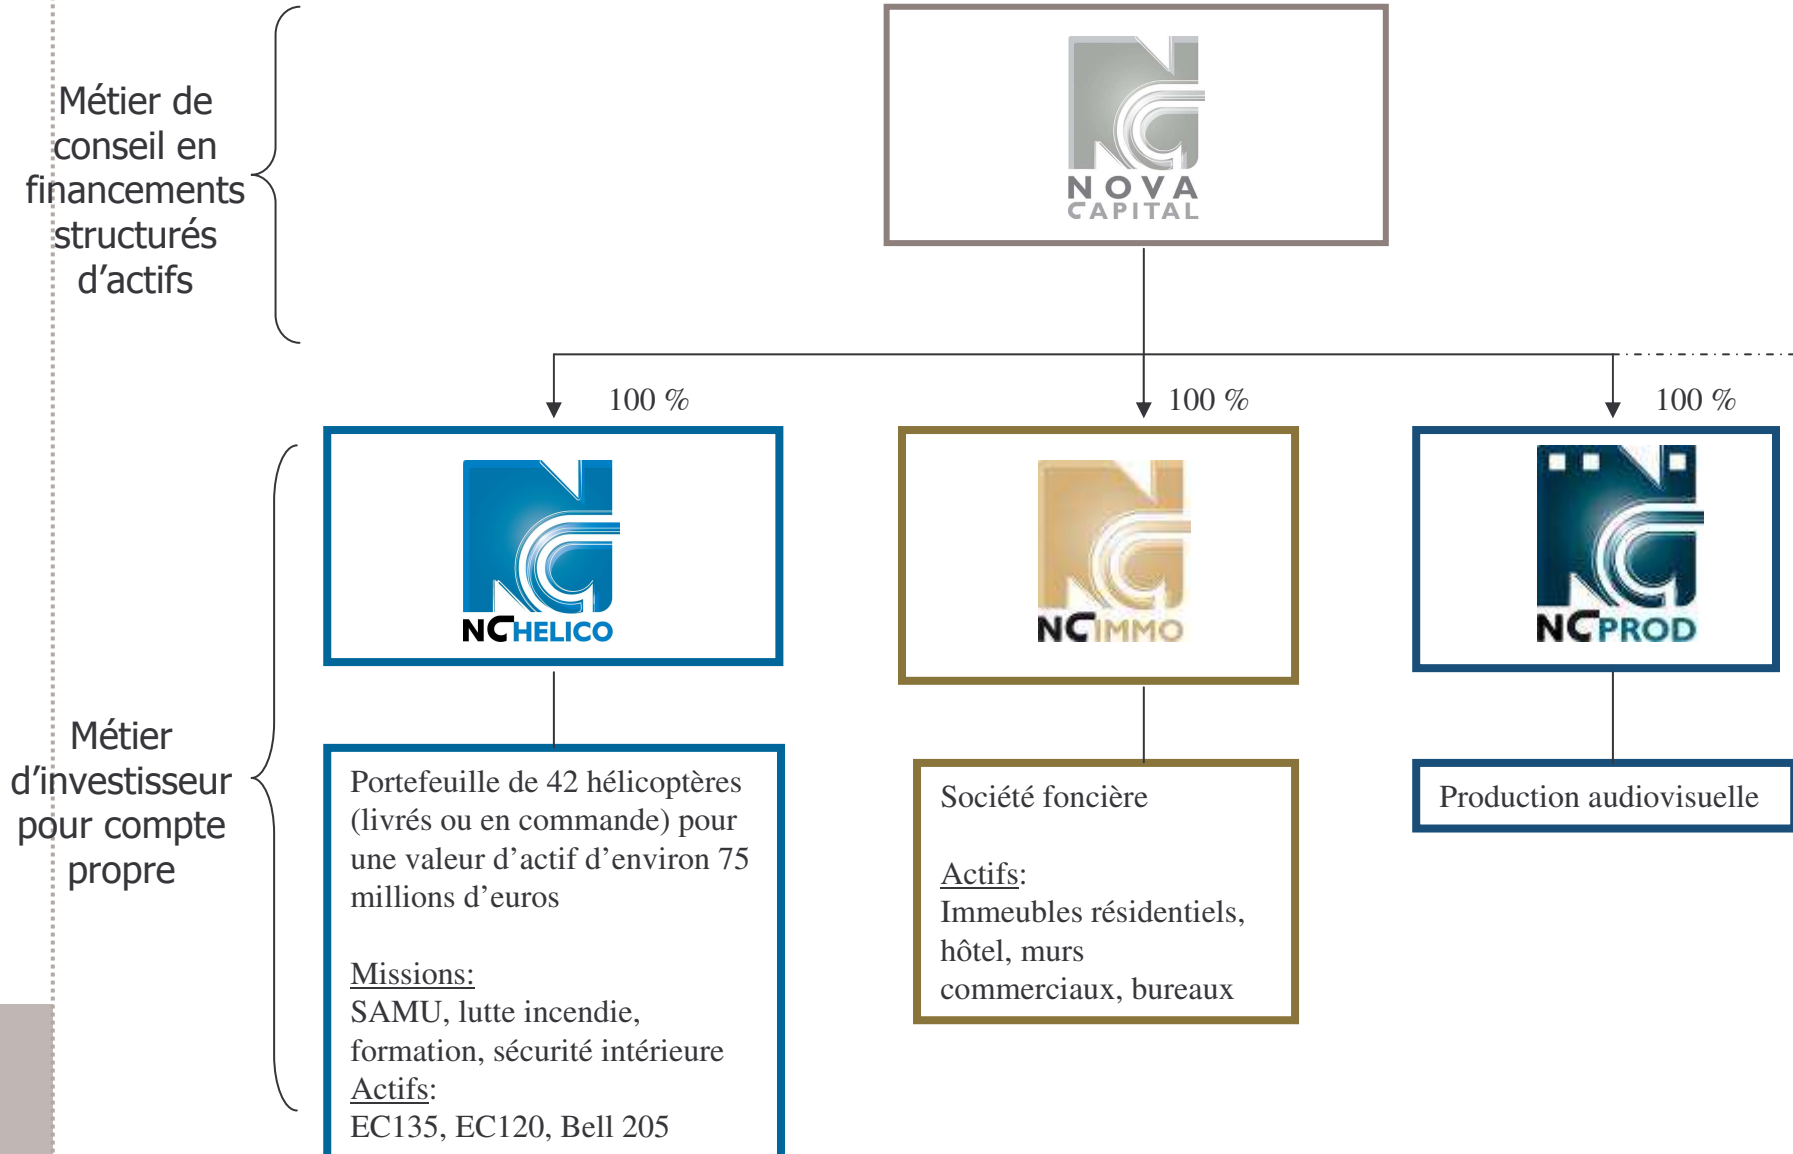 Métier de
conseil en
financements
structurés
d’actifs
NOVA
CAPITAL
100 %
100 %
100 %
NCHELICO
NCIMMO
NCPROD
Métier
d’investisseur
pour compte
propre
Portefeuille de 42 hélicoptères
(livrés ou en commande) pour
une valeur d’actif d’environ 75
millions d’euros
Missions:
SAMU, lutte incendie,
formation, sécurité intérieure
Actifs:
EC135, EC120, Bell 205
Société foncière
Actifs:
Immeubles résidentiels,
hôtel, murs
commerciaux, bureaux
Production audiovisuelle